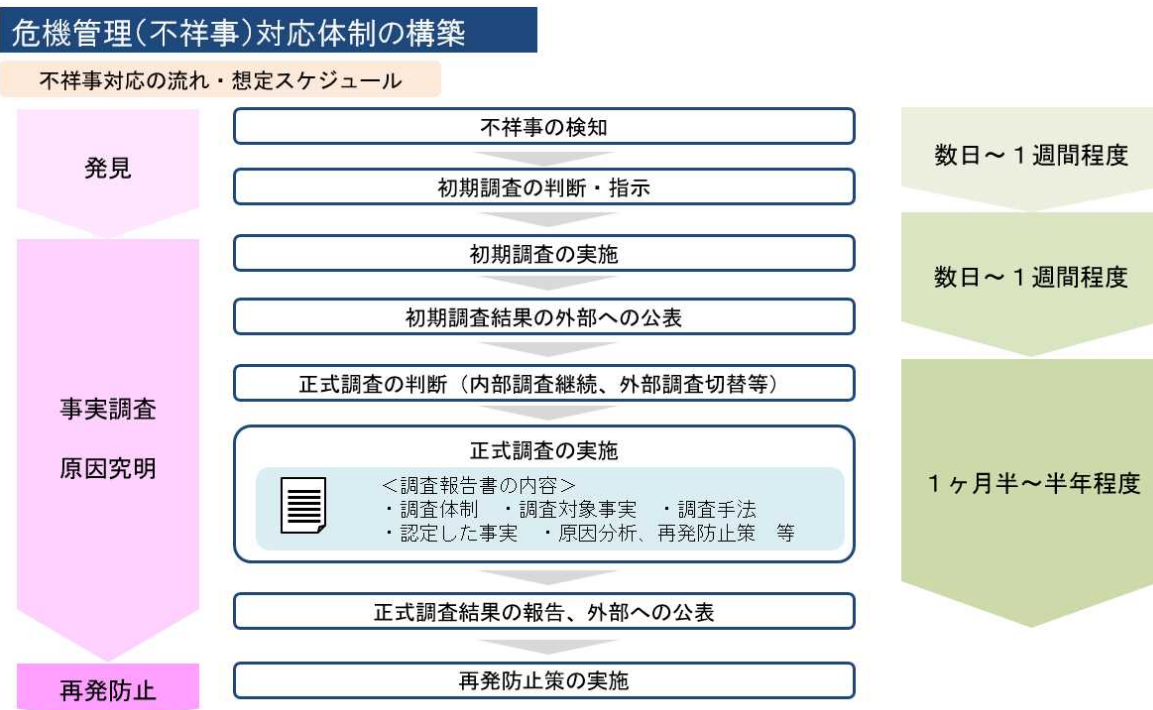 危機管理(不祥事)対応体制の構築
不祥事対応の流れ・想定スケジュール
発見
不祥事の検知
初期調査の判断・指示
数日～１週間程度
事実調査
原因究明
初期調査の実施
初期調査結果の外部への公表
数日～１週間程度
正式調査の判断（内部調査継続、外部調査切替等）
正式調査の実施
＜調査報告書の内容＞
・調査体制　・調査対象事実　・調査手法
・認定した事実　・原因分析、再発防止策　等
正式調査結果の報告、外部への公表
１ヶ月半～半年程度
再発防止
再発防止策の実施